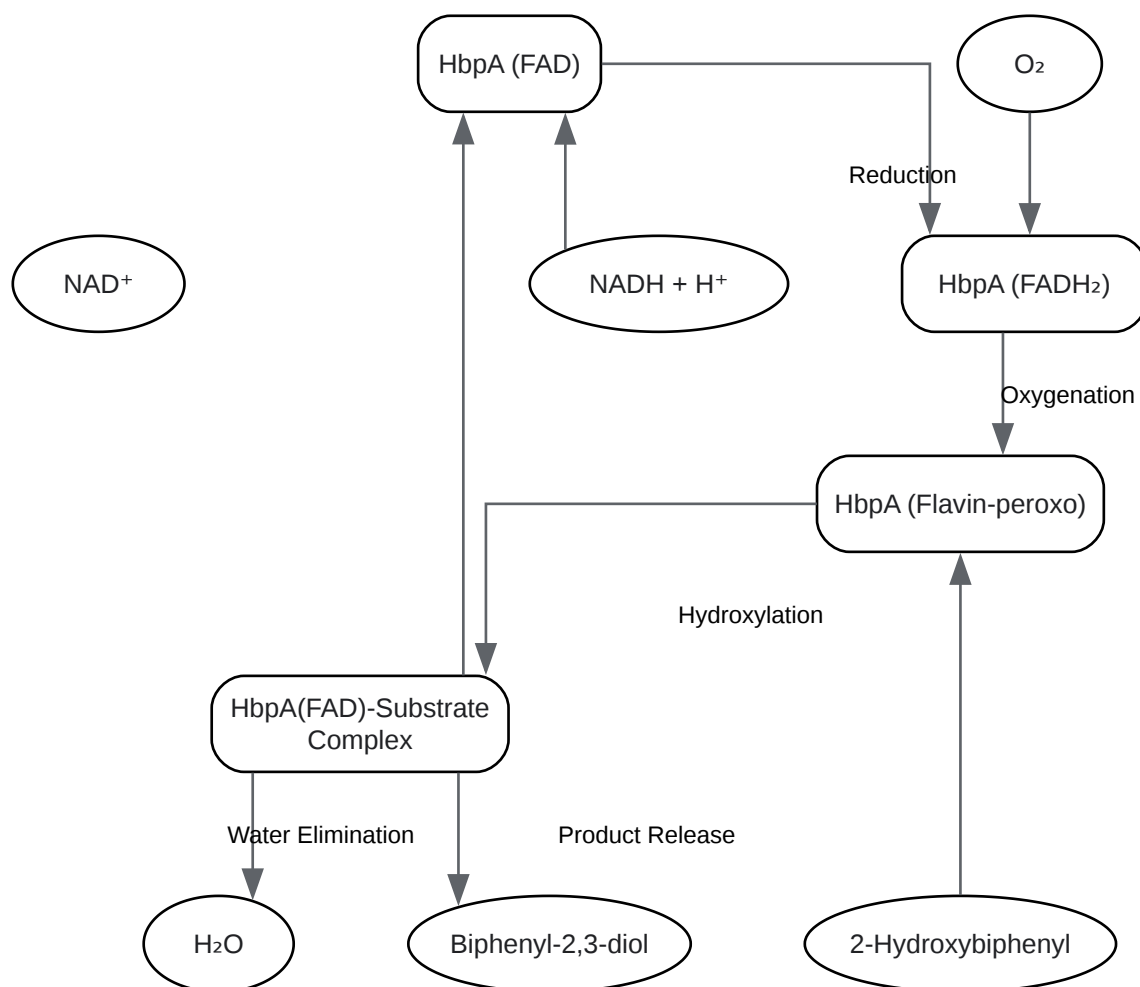 HbpA (FAD)
O₂
Reduction
NAD⁺
NADH + H⁺
HbpA (FADH₂)
Oxygenation
HbpA (Flavin-peroxo)
Hydroxylation
HbpA(FAD)-Substrate
Complex
Water Elimination
Product Release
H₂O
Biphenyl-2,3-diol
2-Hydroxybiphenyl